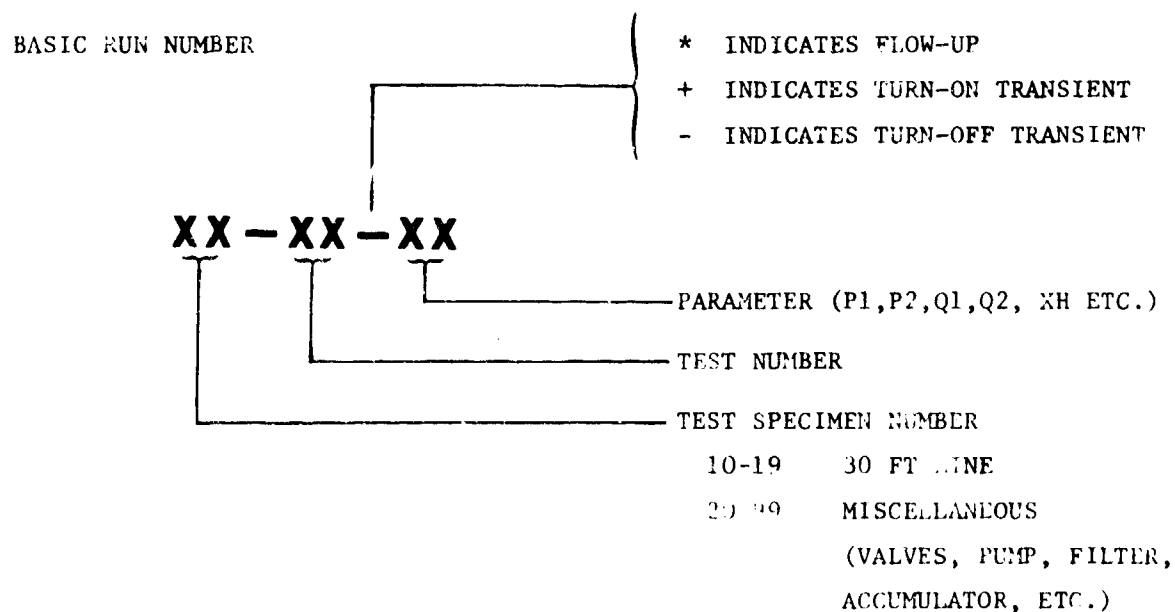 BASIC RUN NUMBER
* INDICATES FLOW-UP
+ INDICATES TURN-ON TRANSIENT
- INDICATES TURN-OFF TRANSIENT
XX-XX-XX
PARAMETER (P1,P2,Q1,Q2, XH ETC.)
TEST NUMBER
TEST SPECIMEN NUMBER
10-19 30 FT LINE
MISCELLANEOUS
(VALVES, PUMP, FILTER,
ACCUMULATOR, ETC.)